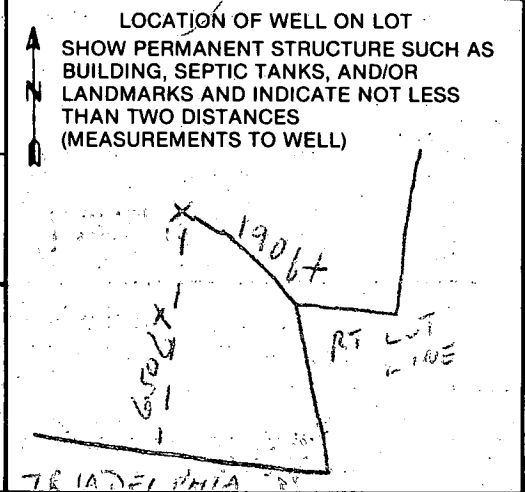 LOCATION OF WELL ON LOT
SHOW PERMANENT STRUCTURE SUCH AS
BUILDING, SEPTIC TANKS, AND/OR
N LANDMARKS AND INDICATE NOT LESS
THAN TWO DISTANCES
(MEASUREMENTS TO WELL)
X
190ft
650ft
RT LOT
LINE
TRIADELPHIA